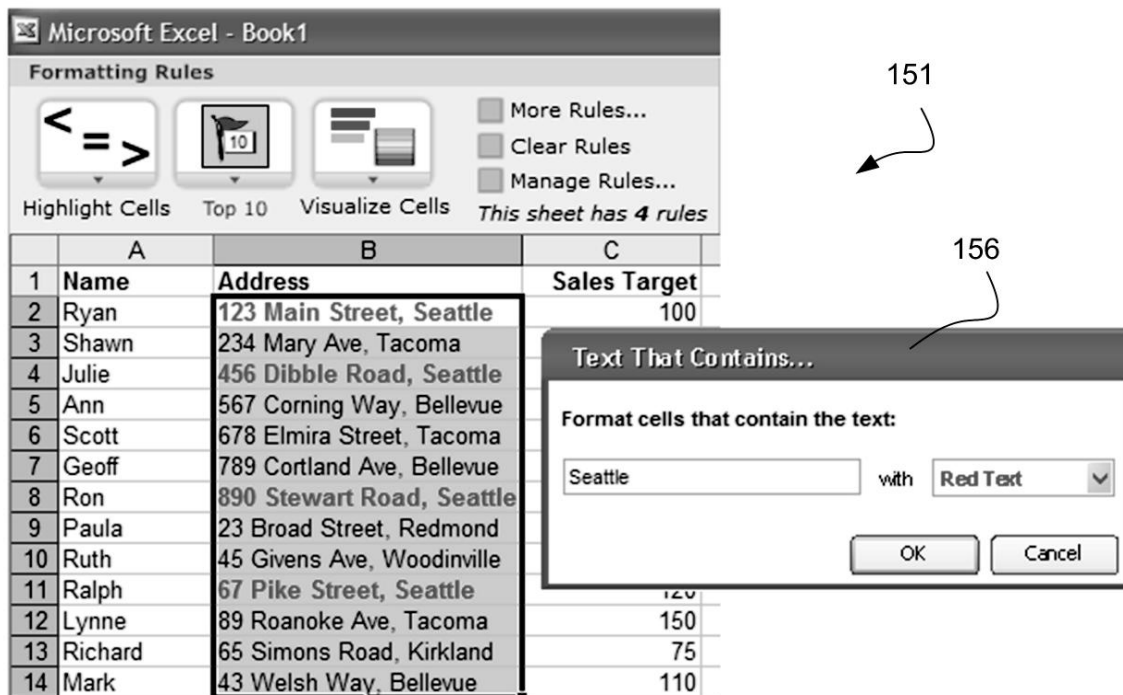 Microsoft Excel - Book1
Formatting Rules
151
< = >
10
More Rules...
Clear Rules
Manage Rules...
Highlight Cells Top 10 Visualize Cells This sheet has 4 rules
156
A B C
1 Name Address Sales Target
2 Ryan 123 Main Street, Seattle 100
3 Shawn 234 Mary Ave, Tacoma
4 Julie 456 Dibble Road, Seattle
5 Ann 567 Corning Way, Bellevue
6 Scott 678 Elmira Street, Tacoma
7 Geoff 789 Cortland Ave, Bellevue
8 Ron 890 Stewart Road, Seattle
9 Paula 23 Broad Street, Redmond
10 Ruth 45 Givens Ave, Woodinville
11 Ralph 67 Pike Street, Seattle
12 Lynne 89 Roanoke Ave, Tacoma 150
13 Richard 65 Simons Road, Kirkland 75
14 Mark 43 Welsh Way, Bellevue 110
Text That Contains...
Format cells that contain the text:
Seattle with Red Text
OK Cancel